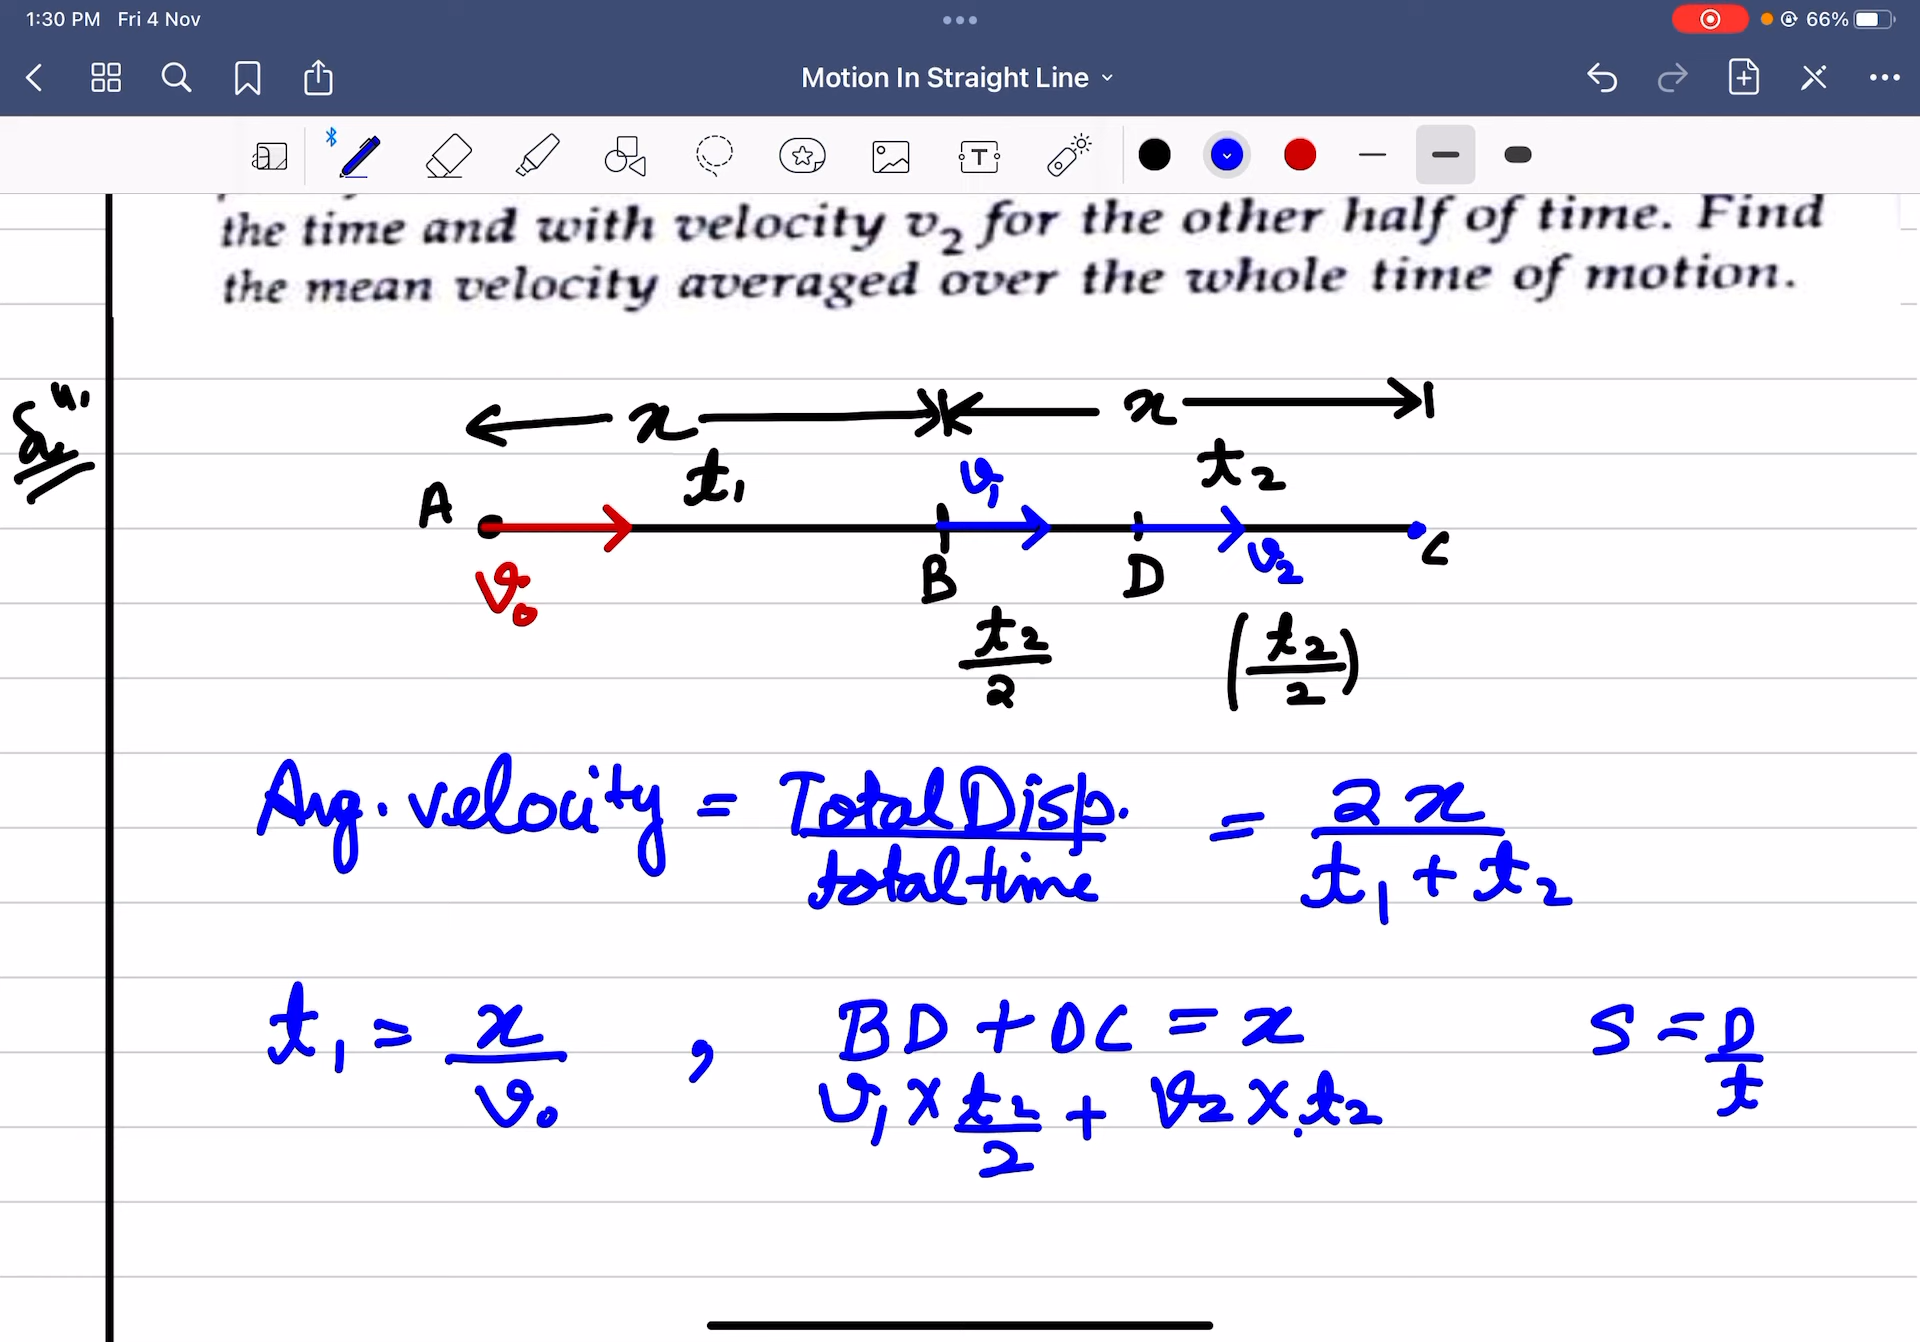 1:30 PM Fri 4 Nov
66%
Motion In Straight Line
the time and with velocity v₂ for the other half of time. Find
the mean velocity averaged over the whole time of motion.
x x
t₁ v₁ t₂
A
B D v₂ C
v₀
t₂/2 (t₂/2)
Avg. velocity = Total Disp./total time = 2x/(t₁ + t₂)
t₁ = x/v₀ , BD + DC = x S = D/t
v₁ × t₂/2 + v₂ × t₂